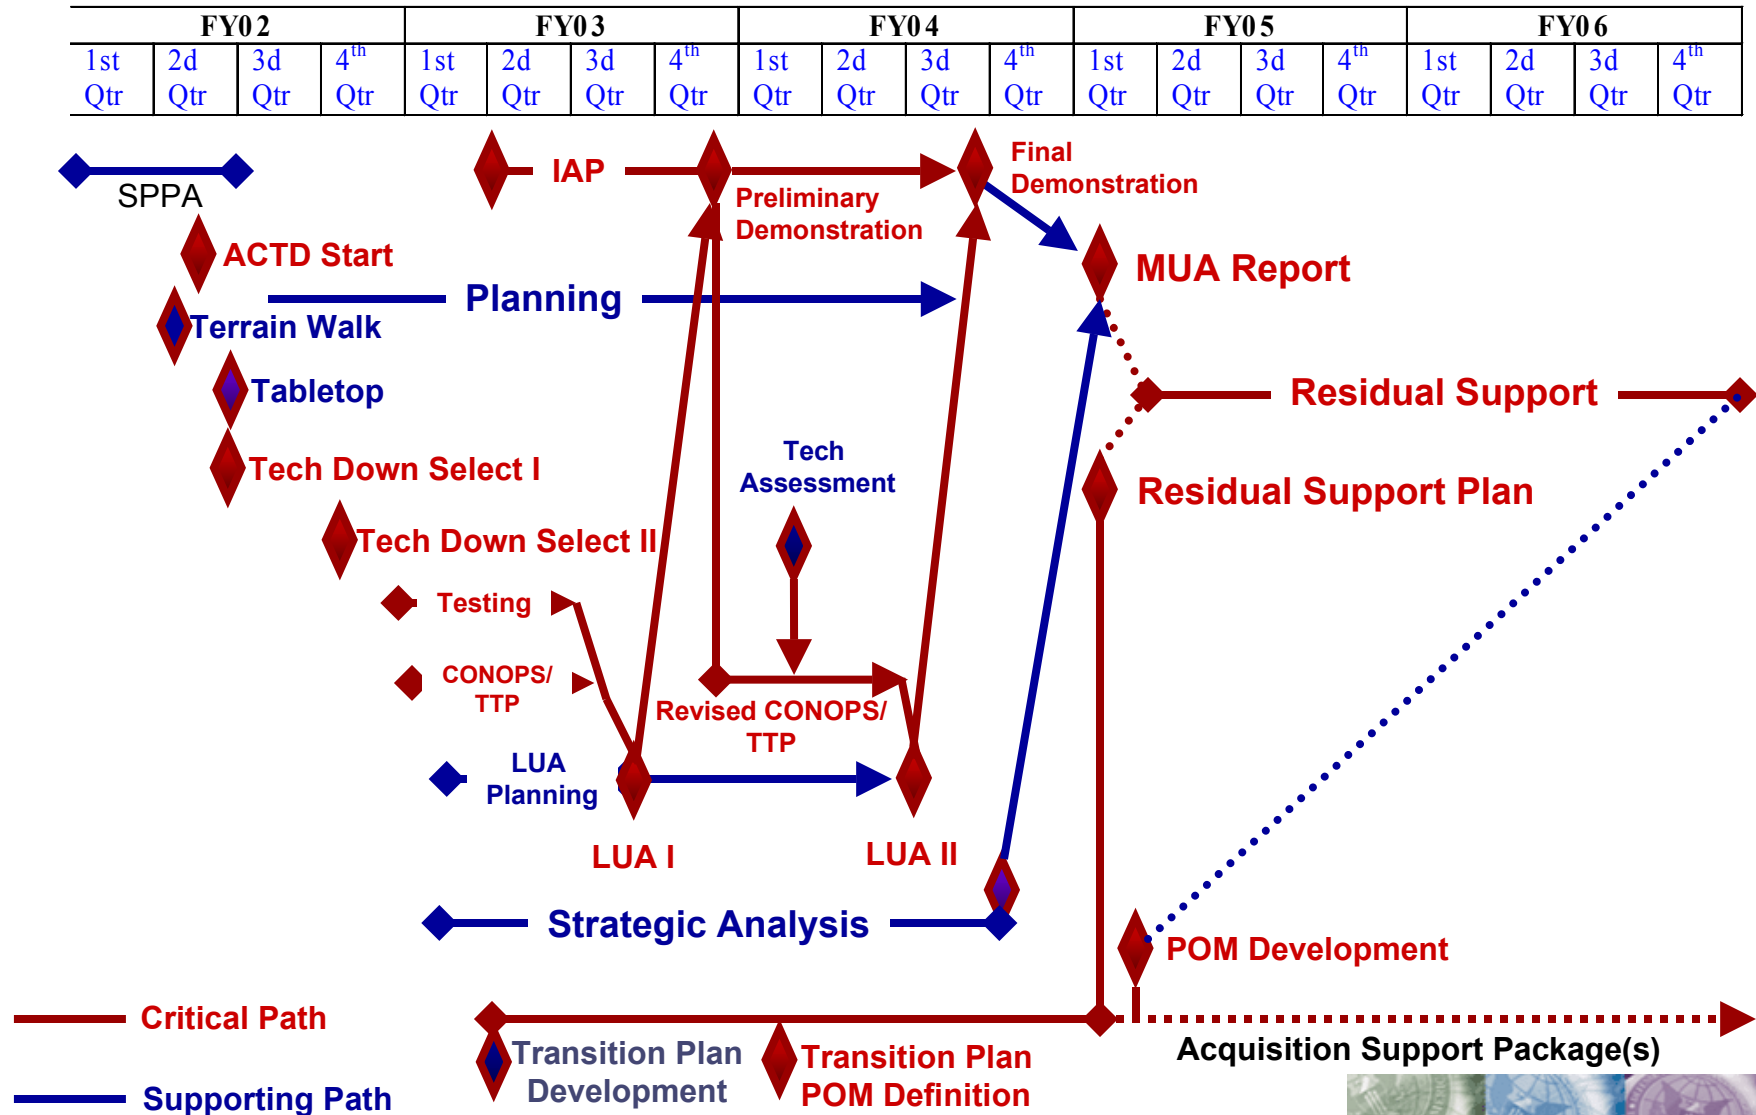 FY02 FY03 FY04 FY05 FY06
1st 2d 3d 4th 1st 2d 3d 4th 1st 2d 3d 4th 1st 2d 3d 4th 1st 2d 3d 4th
Qtr Qtr Qtr Qtr Qtr Qtr Qtr Qtr Qtr Qtr Qtr Qtr Qtr Qtr Qtr Qtr Qtr Qtr Qtr Qtr
SPPA
IAP
Preliminary
Demonstration
Final
Demonstration
ACTD Start
MUA Report
Planning
Terrain Walk
Tabletop
Residual Support
Tech Down Select I
Tech
Assessment
Residual Support Plan
Tech Down Select II
Testing
CONOPS/
TTP
Revised CONOPS/
TTP
LUA
Planning
LUA I
LUA II
Strategic Analysis
POM Development
Critical Path
Transition Plan
Development
Transition Plan
POM Definition
Acquisition Support Package(s)
Supporting Path